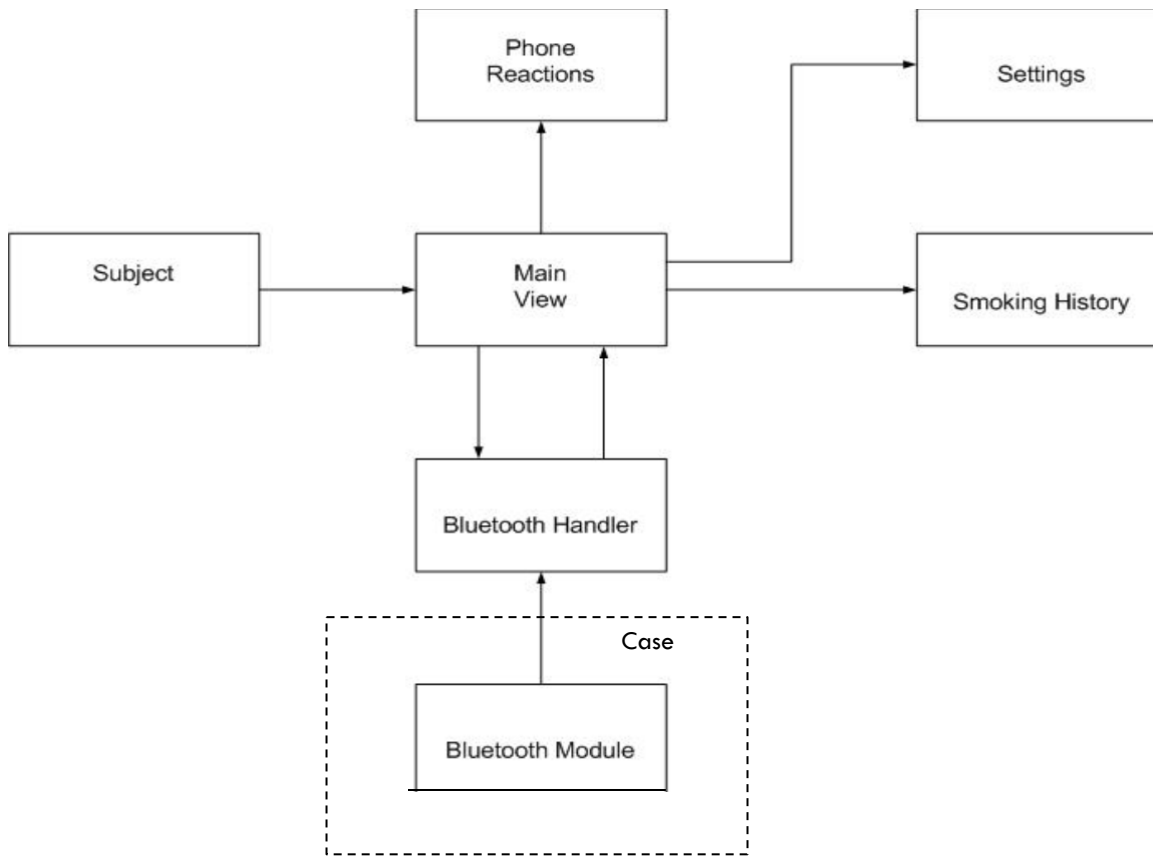 Phone
Reactions
Settings
Subject
Main
View
Smoking History
Bluetooth Handler
Case
Bluetooth Module